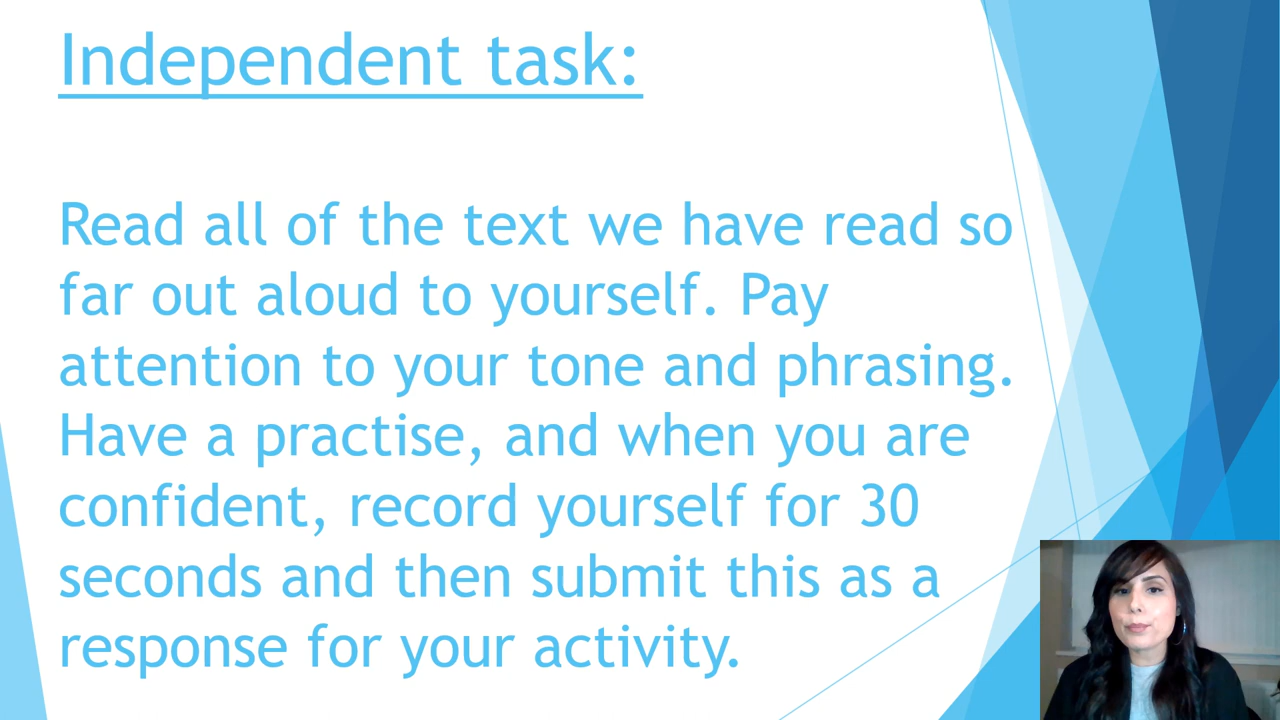 Independent task:
Read all of the text we have read so
far out aloud to yourself. Pay
attention to your tone and phrasing.
Have a practise, and when you are
confident, record yourself for 30
seconds and then submit this as a
response for your activity.